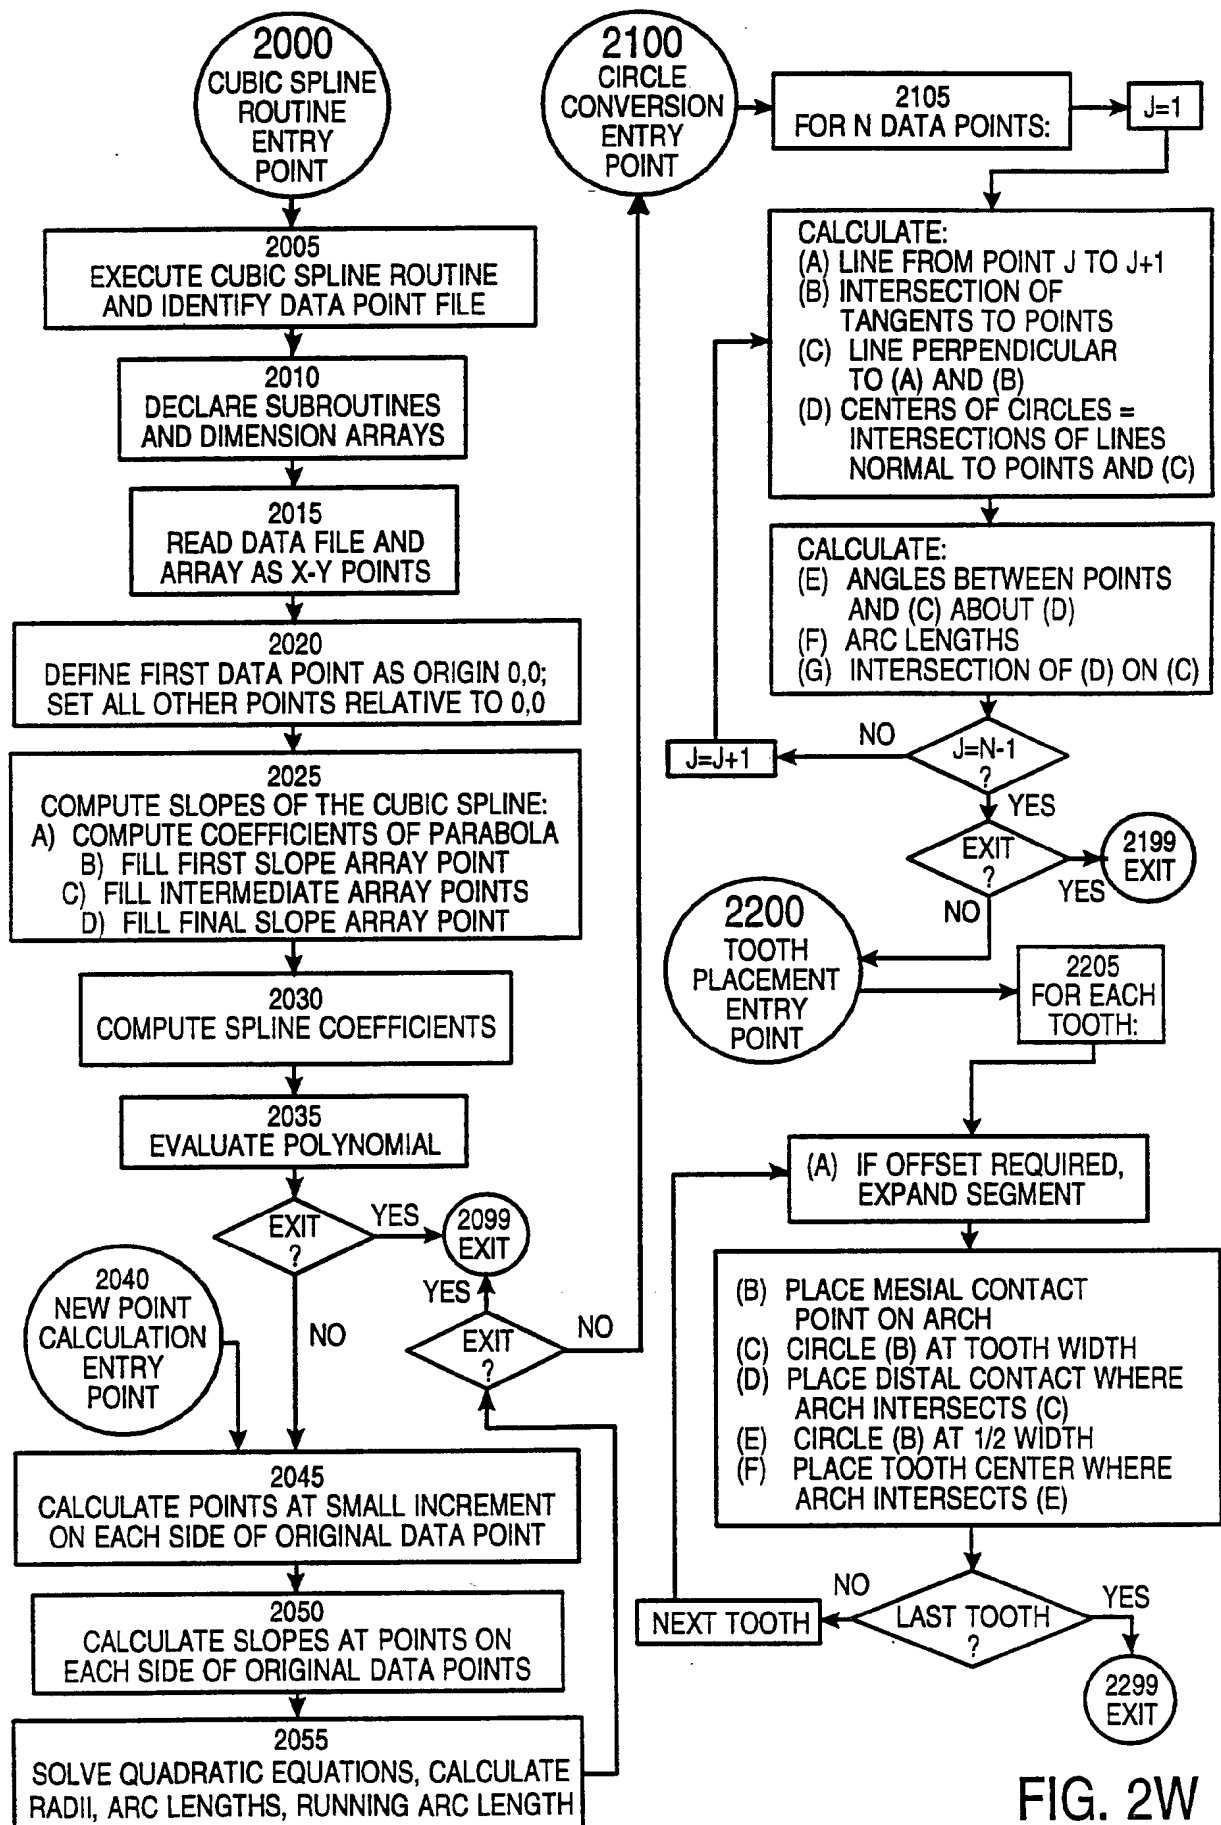 2000
CUBIC SPLINE
ROUTINE
ENTRY
POINT
2005
EXECUTE CUBIC SPLINE ROUTINE
AND IDENTIFY DATA POINT FILE
2010
DECLARE SUBROUTINES
AND DIMENSION ARRAYS
2015
READ DATA FILE AND
ARRAY AS X-Y POINTS
2020
DEFINE FIRST DATA POINT AS ORIGIN 0,0;
SET ALL OTHER POINTS RELATIVE TO 0,0
2025
COMPUTE SLOPES OF THE CUBIC SPLINE:
A) COMPUTE COEFFICIENTS OF PARABOLA
B) FILL FIRST SLOPE ARRAY POINT
C) FILL INTERMEDIATE ARRAY POINTS
D) FILL FINAL SLOPE ARRAY POINT
2030
COMPUTE SPLINE COEFFICIENTS
2035
EVALUATE POLYNOMIAL
EXIT
?
YES
2099
EXIT
NO
2040
NEW POINT
CALCULATION
ENTRY
POINT
YES
EXIT
?
NO
2045
CALCULATE POINTS AT SMALL INCREMENT
ON EACH SIDE OF ORIGINAL DATA POINT
2050
CALCULATE SLOPES AT POINTS ON
EACH SIDE OF ORIGINAL DATA POINTS
2055
SOLVE QUADRATIC EQUATIONS, CALCULATE
RADII, ARC LENGTHS, RUNNING ARC LENGTH
2100
CIRCLE
CONVERSION
ENTRY
POINT
2105
FOR N DATA POINTS:
J=1
CALCULATE:
(A) LINE FROM POINT J TO J+1
(B) INTERSECTION OF
TANGENTS TO POINTS
(C) LINE PERPENDICULAR
TO (A) AND (B)
(D) CENTERS OF CIRCLES =
INTERSECTIONS OF LINES
NORMAL TO POINTS AND (C)
CALCULATE:
(E) ANGLES BETWEEN POINTS
AND (C) ABOUT (D)
(F) ARC LENGTHS
(G) INTERSECTION OF (D) ON (C)
J=N-1
?
NO
J=J+1
YES
EXIT
?
YES
2199
EXIT
NO
2200
TOOTH
PLACEMENT
ENTRY
POINT
2205
FOR EACH
TOOTH:
(A) IF OFFSET REQUIRED,
EXPAND SEGMENT
(B) PLACE MESIAL CONTACT
POINT ON ARCH
(C) CIRCLE (B) AT TOOTH WIDTH
(D) PLACE DISTAL CONTACT WHERE
ARCH INTERSECTS (C)
(E) CIRCLE (B) AT 1/2 WIDTH
(F) PLACE TOOTH CENTER WHERE
ARCH INTERSECTS (E)
LAST TOOTH
?
NO
NEXT TOOTH
YES
2299
EXIT
FIG. 2W